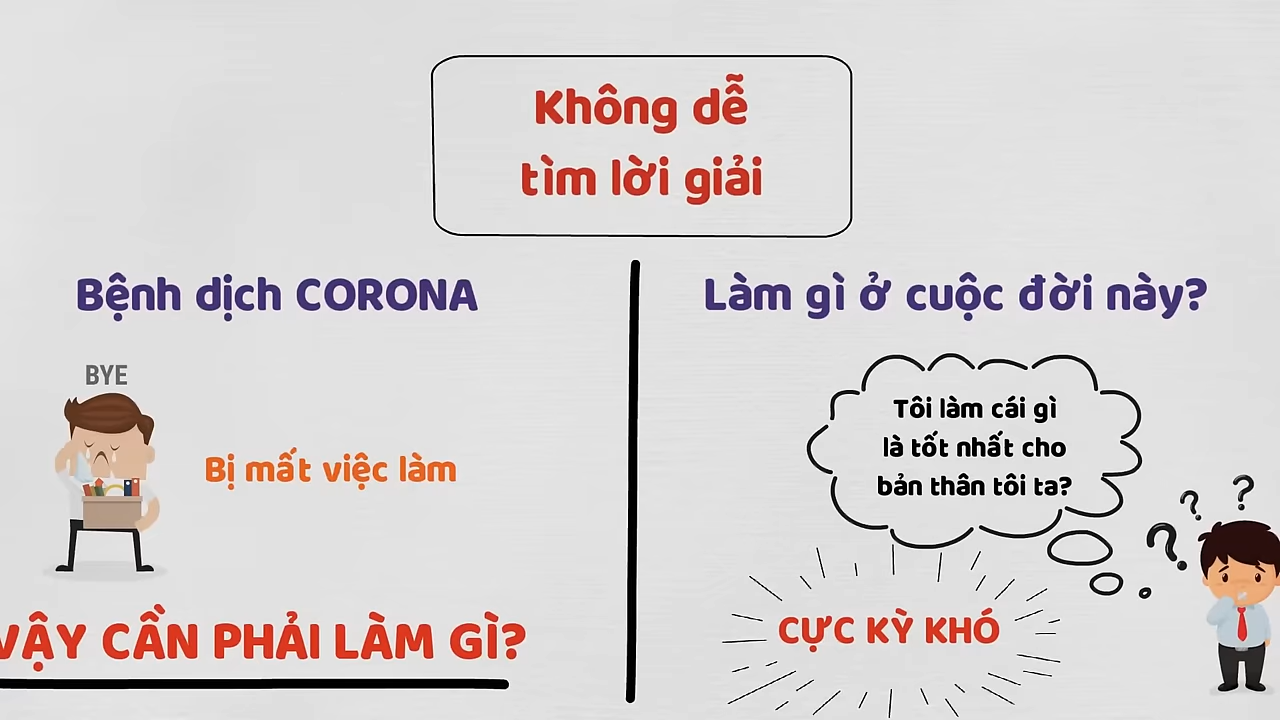 Không dễ
tìm lời giải
Bệnh dịch CORONA
BYE
Bị mất việc làm
VẬY CẦN PHẢI LÀM GÌ?
Làm gì ở cuộc đời này?
Tôi làm cái gì
là tốt nhất cho
bản thân tôi ta?
? ? ?
CỰC KỲ KHÓ